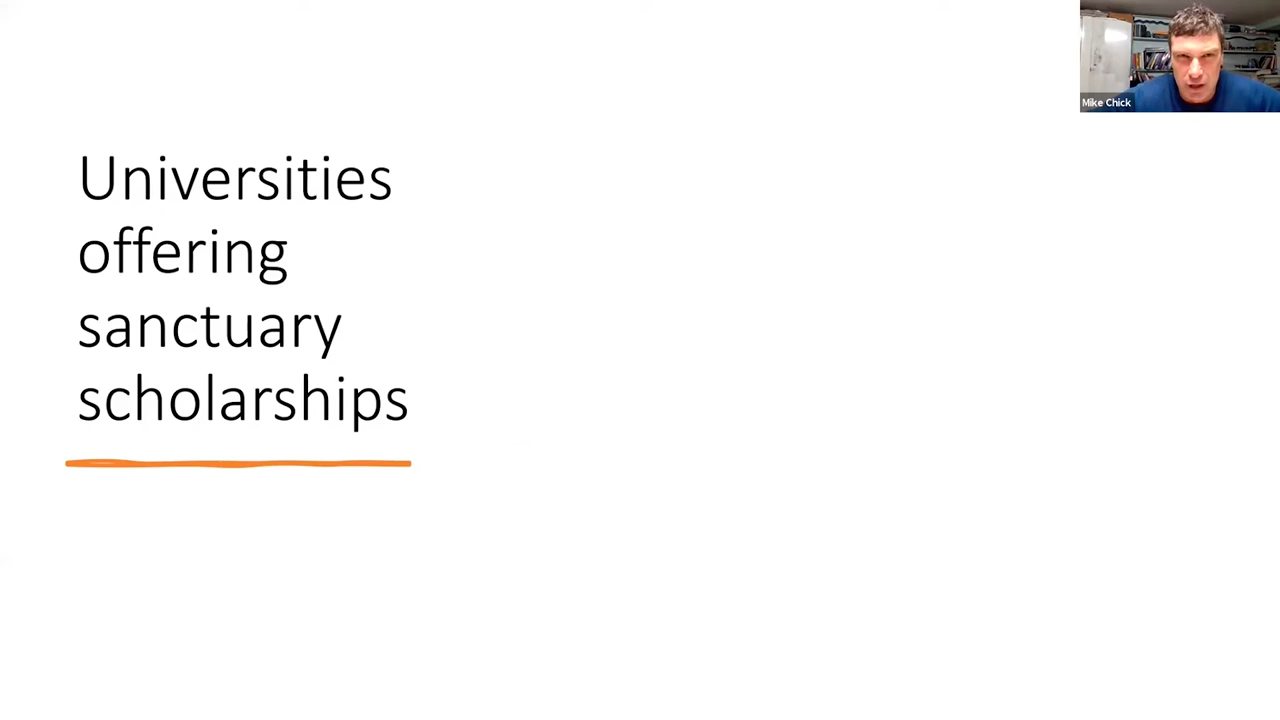 Mike Chick
Universities
offering
sanctuary
scholarships